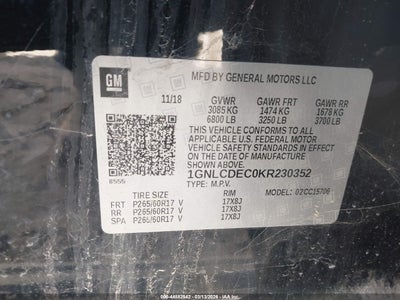 GM
MFD BY GENERAL MOTORS LLC
11/18 GVWR GAWR FRT GAWR RR
3085 KG 1474 KG 1678 KG
6800 LB 3250 LB 3700 LB
THIS VEHICLE CONFORMS TO ALL
APPLICABLE U.S. FEDERAL MOTOR
VEHICLE SAFETY STANDARDS IN
EFFECT ON THE DATE OF MANUFACTURE
SHOWN ABOVE.
1GNLCDEC0KR230352
TYPE: M.P.V. MODEL: 02CC15706
8555
TIRE SIZE RIM
FRT P265/60R17 V 17X8J
RR P265/60R17 V 17X8J
SPA P265/60R17 V 17X8J